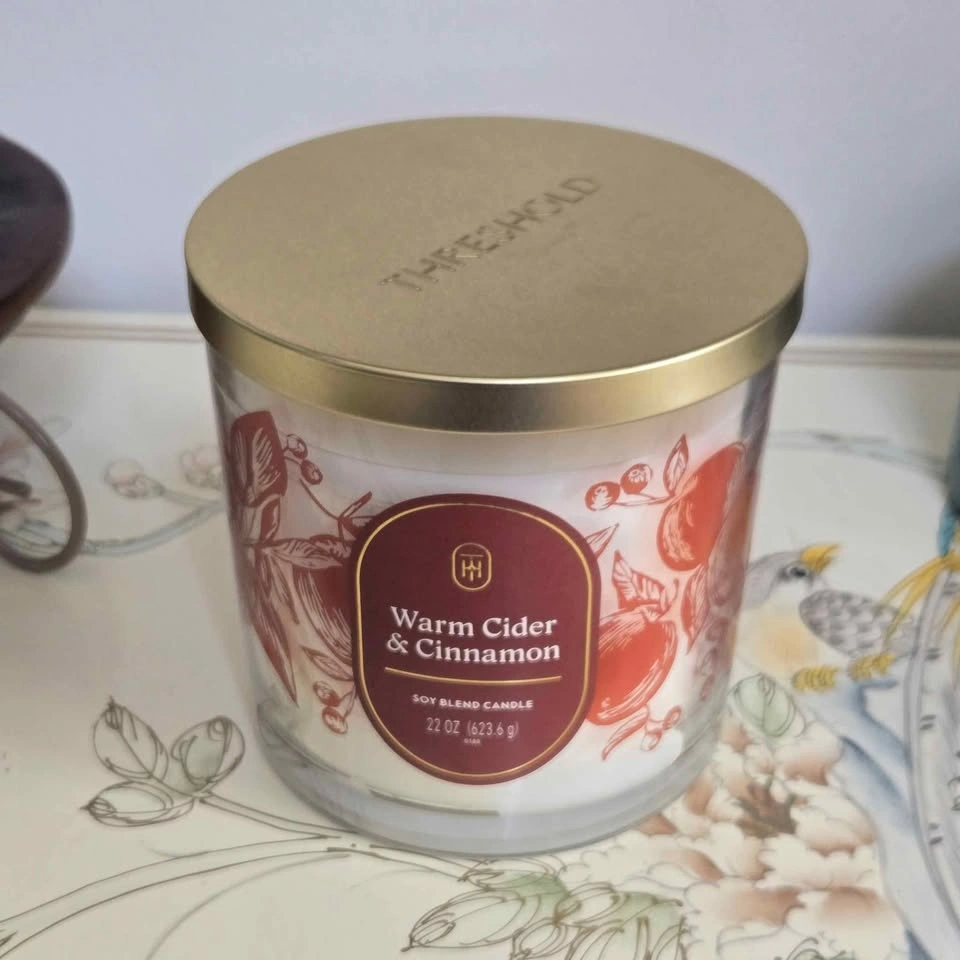 THRESHOLD
Warm Cider
& Cinnamon
SOY BLEND CANDLE
22 OZ (623.6 g)